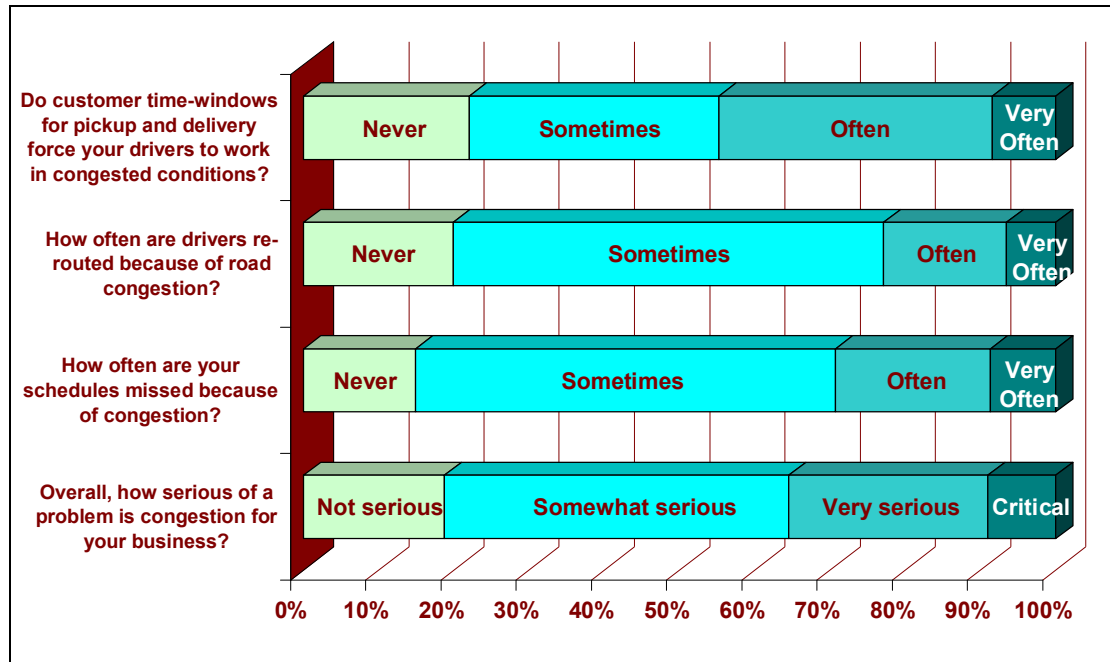 Do customer time-windows
for pickup and delivery
force your drivers to work
in congested conditions?
Never
Sometimes
Often
Very
Often
How often are drivers re-
routed because of road
congestion?
Never
Sometimes
Often
Very
Often
How often are your
schedules missed because
of congestion?
Never
Sometimes
Often
Very
Often
Overall, how serious of a
problem is congestion for
your business?
Not serious
Somewhat serious
Very serious
Critical
0% 10% 20% 30% 40% 50% 60% 70% 80% 90% 100%